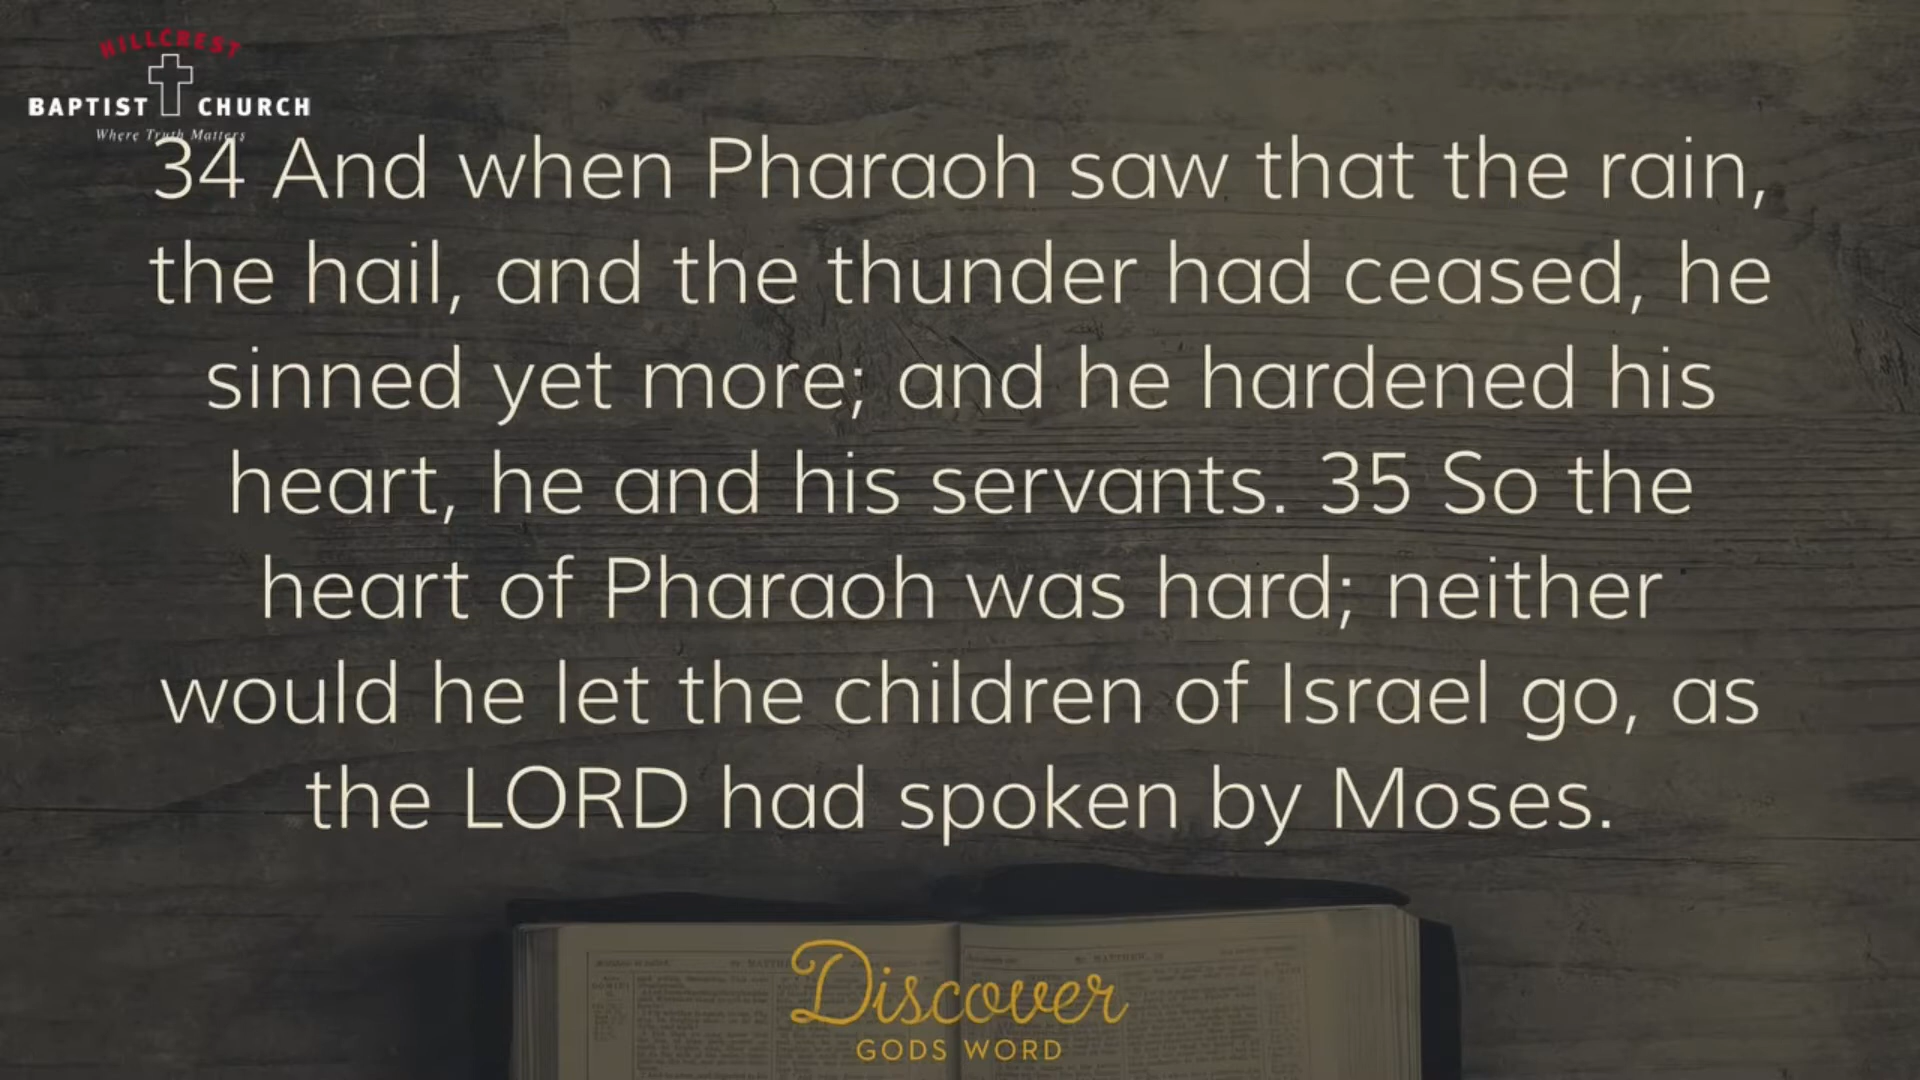 HILLCREST
BAPTIST CHURCH
Where Truth Matters
34 And when Pharaoh saw that the rain,
the hail, and the thunder had ceased, he
sinned yet more; and he hardened his
heart, he and his servants. 35 So the
heart of Pharaoh was hard; neither
would he let the children of Israel go, as
the LORD had spoken by Moses.
Discover
GODS WORD